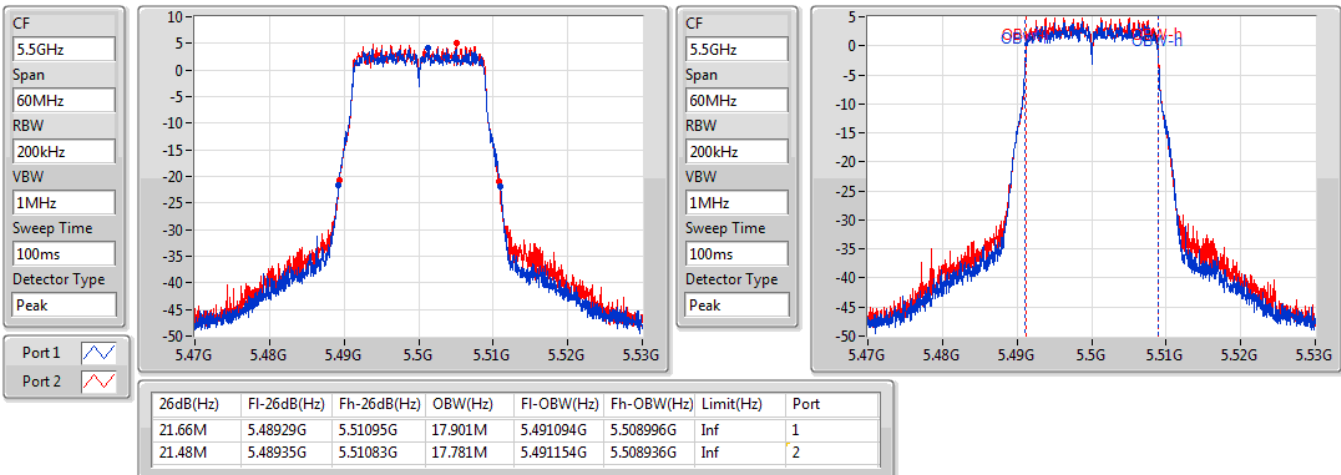 CF
5.5GHz
Span
60MHz
RBW
200kHz
VBW
1MHz
Sweep Time
100ms
Detector Type
Peak
Port 1
Port 2
10
5
0
-5
-10
-15
-20
-25
-30
-35
-40
-45
-50
5.47G 5.48G 5.49G 5.5G 5.51G 5.52G 5.53G
CF
5.5GHz
Span
60MHz
RBW
200kHz
VBW
1MHz
Sweep Time
100ms
Detector Type
Peak
5
0
-5
-10
-15
-20
-25
-30
-35
-40
-45
-50
OBW-h
OBW-h
5.47G 5.48G 5.49G 5.5G 5.51G 5.52G 5.53G
26dB(Hz) Fl-26dB(Hz) Fh-26dB(Hz) OBW(Hz) Fl-OBW(Hz) Fh-OBW(Hz) Limit(Hz) Port
21.66M 5.48929G 5.51095G 17.901M 5.491094G 5.508996G Inf 1
21.48M 5.48935G 5.51083G 17.781M 5.491154G 5.508936G Inf 2